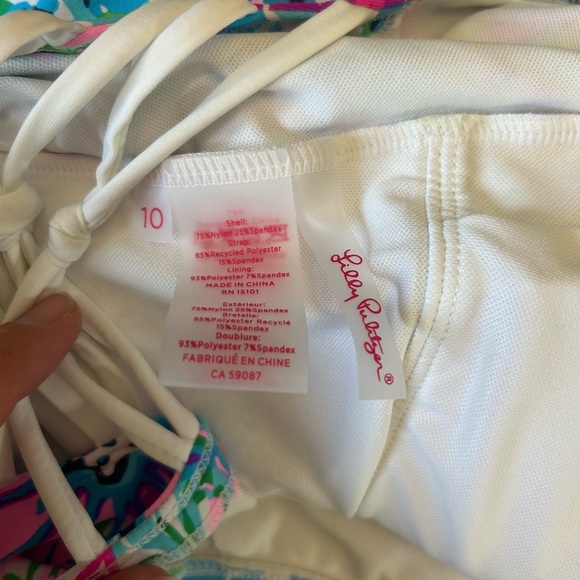 10
Shell:
75%Nylon 25%Spandex
Strap:
85%Recycled Polyester
15%Spandex
Lining:
93%Polyester 7%Spandex
MADE IN CHINA
RN 15101
Extérieur:
75%Nylon 25%Spandex
Bretelle:
85%Polyester Recyclé
15%Spandex
Doublure:
93%Polyester 7%Spandex
FABRIQUÉ EN CHINE
CA 59087
Lilly Pulitzer®